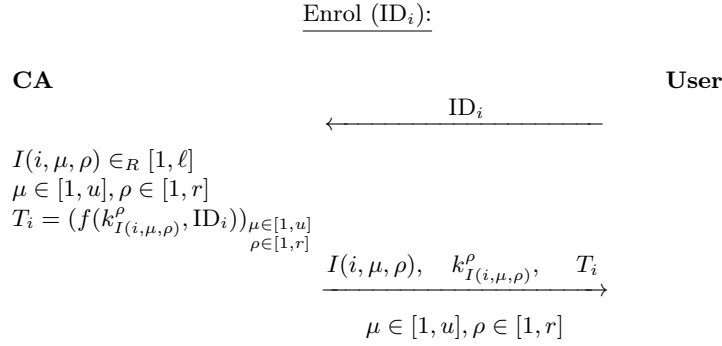 Enrol (ID_i):
CA User
ID_i
I(i, μ, ρ) ∈_R [1, ℓ]
μ ∈ [1, u], ρ ∈ [1, r]
T_i = (f(k^ρ_{I(i,μ,ρ)}, ID_i))_{μ∈[1,u] ρ∈[1,r]}
I(i, μ, ρ), k^ρ_{I(i,μ,ρ)}, T_i
μ ∈ [1, u], ρ ∈ [1, r]